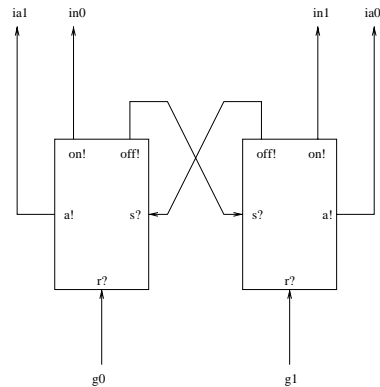 ia1 in0 in1 ia0
on! off! off! on!
a! s? s? a!
r? r?
g0 g1